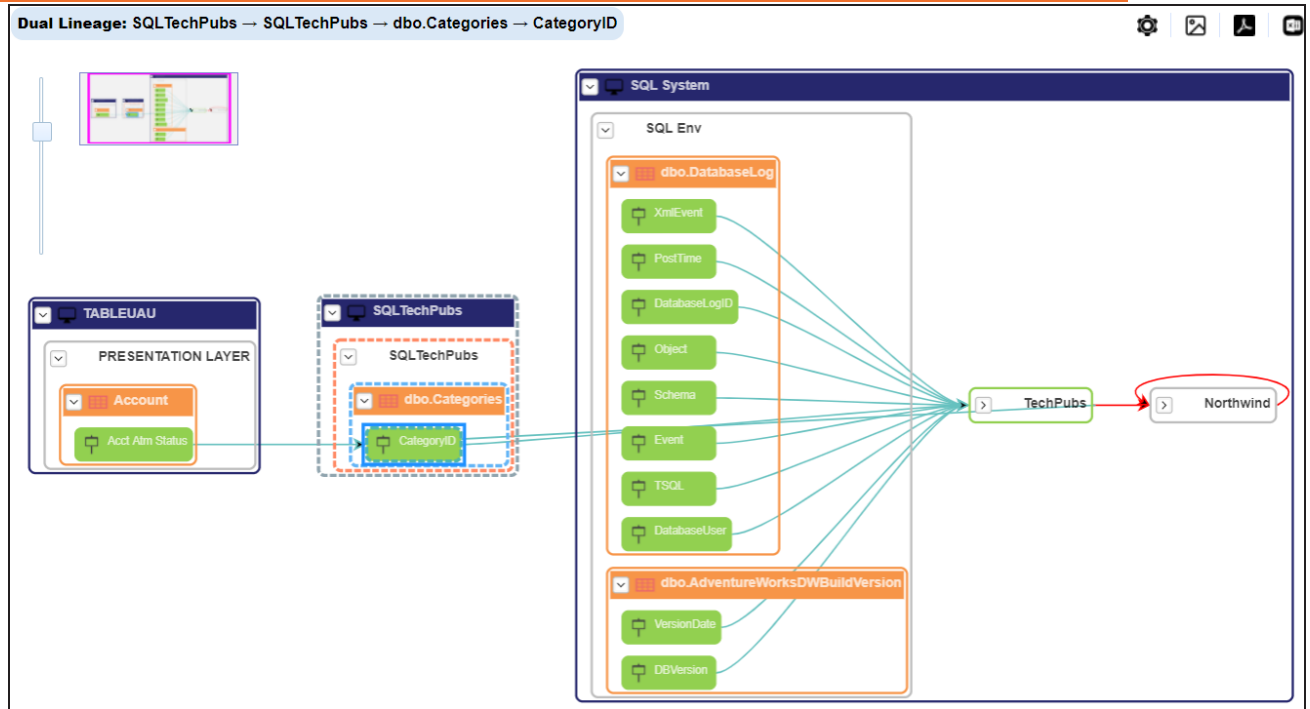 Dual Lineage: SQLTechPubs → SQLTechPubs → dbo.Categories → CategoryID
SQL System
SQL Env
dbo.DatabaseLog
XmlEvent
PostTime
DatabaseLogID
Object
Schema
Event
TSQL
DatabaseUser
dbo.AdventureWorksDWBuildVersion
VersionDate
DBVersion
TABLEUAU
PRESENTATION LAYER
Account
Acct Atm Status
SQLTechPubs
SQLTechPubs
dbo.Categories
CategoryID
TechPubs
Northwind